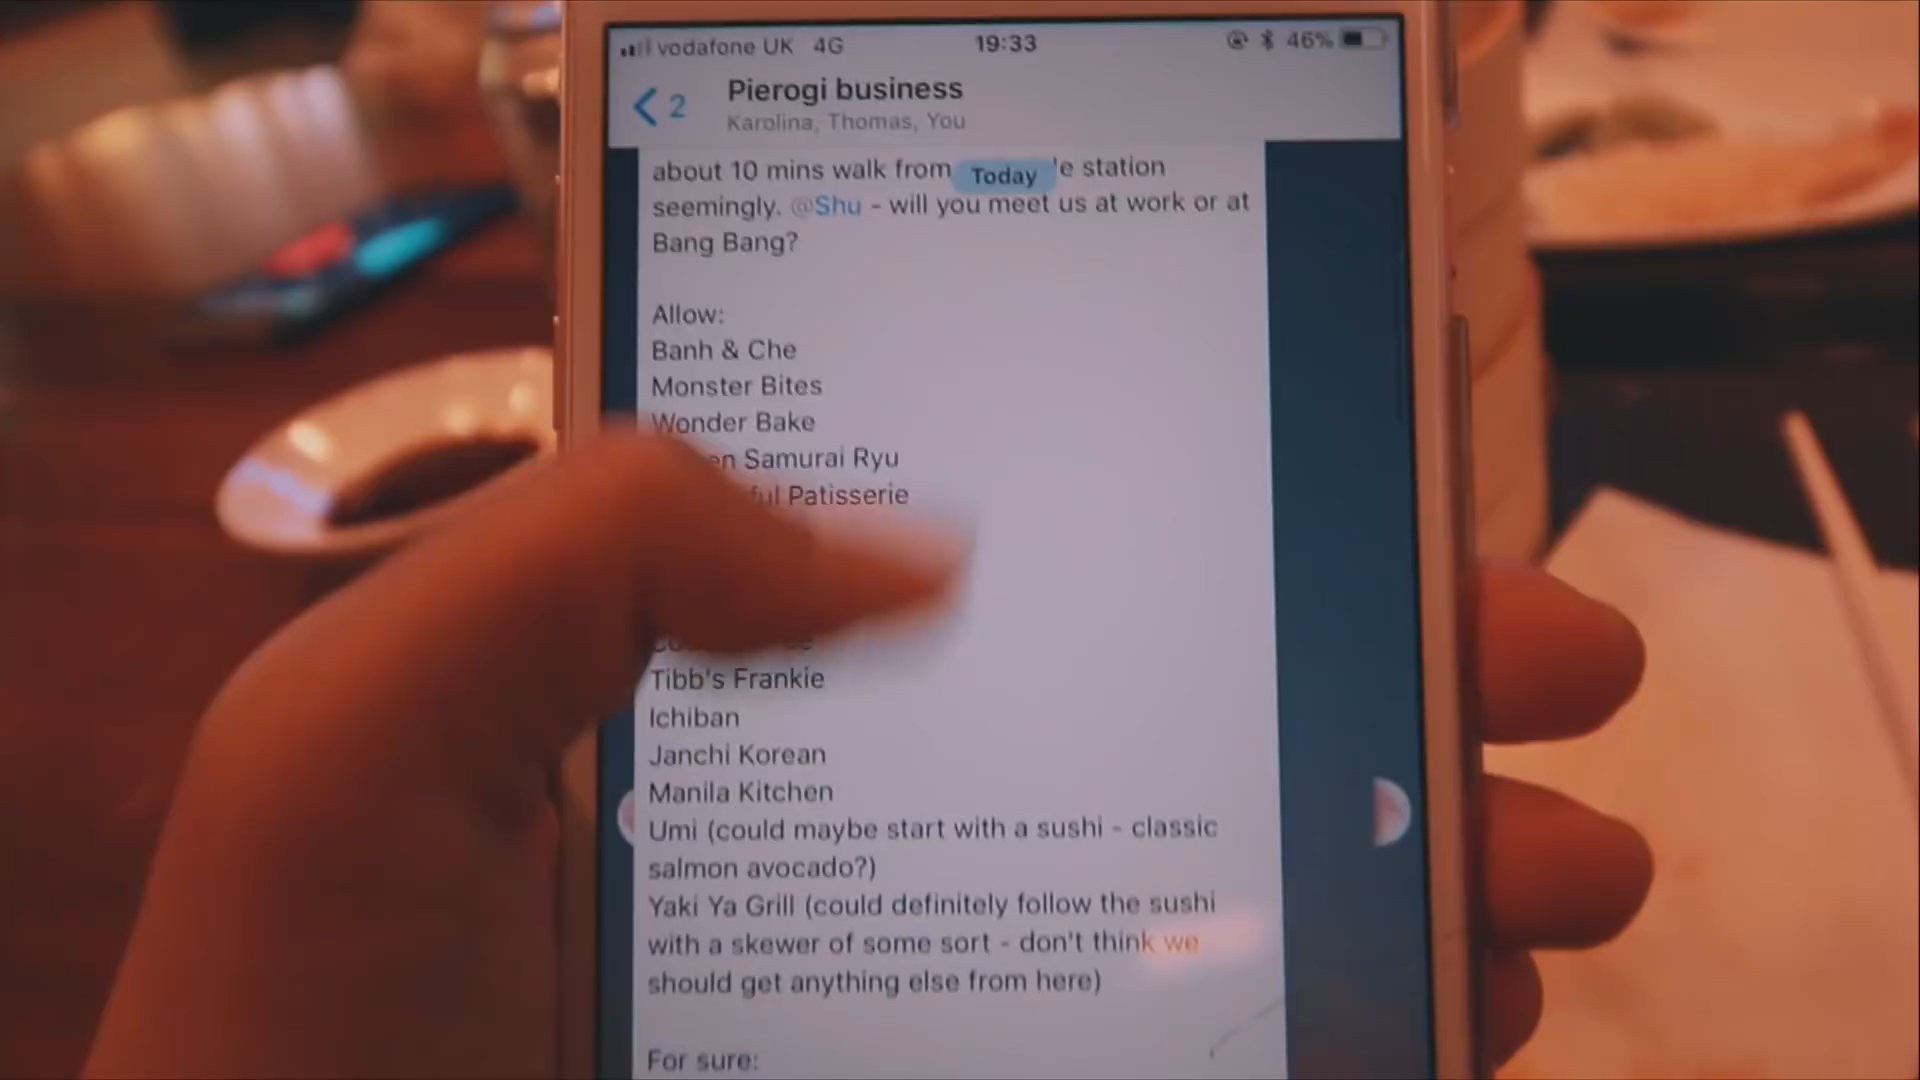 vodafone UK 4G 19:33 46%
2 Pierogi business
Karolina, Thomas, You
about 10 mins walk from Today station
seemingly. @Shu - will you meet us at work or at
Bang Bang?
Allow:
Banh & Che
Monster Bites
Wonder Bake
Samurai Ryu
Patisserie
Tibb's Frankie
Ichiban
Janchi Korean
Manila Kitchen
Umi (could maybe start with a sushi - classic
salmon avocado?)
Yaki Ya Grill (could definitely follow the sushi
with a skewer of some sort - don't think we
should get anything else from here)
For sure: